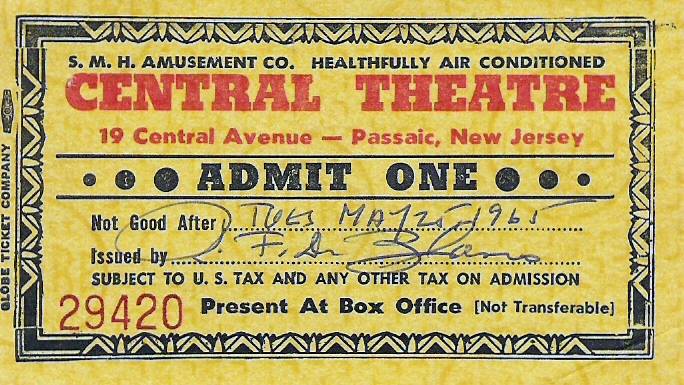 S. M. H. AMUSEMENT CO. HEALTHFULLY AIR CONDITIONED
CENTRAL THEATRE
19 Central Avenue — Passaic, New Jersey
ADMIT ONE
Not Good After TUES MAY 25, 1965
Issued by
SUBJECT TO U. S. TAX AND ANY OTHER TAX ON ADMISSION
29420 Present At Box Office [Not Transferable]
GLOBE TICKET COMPANY